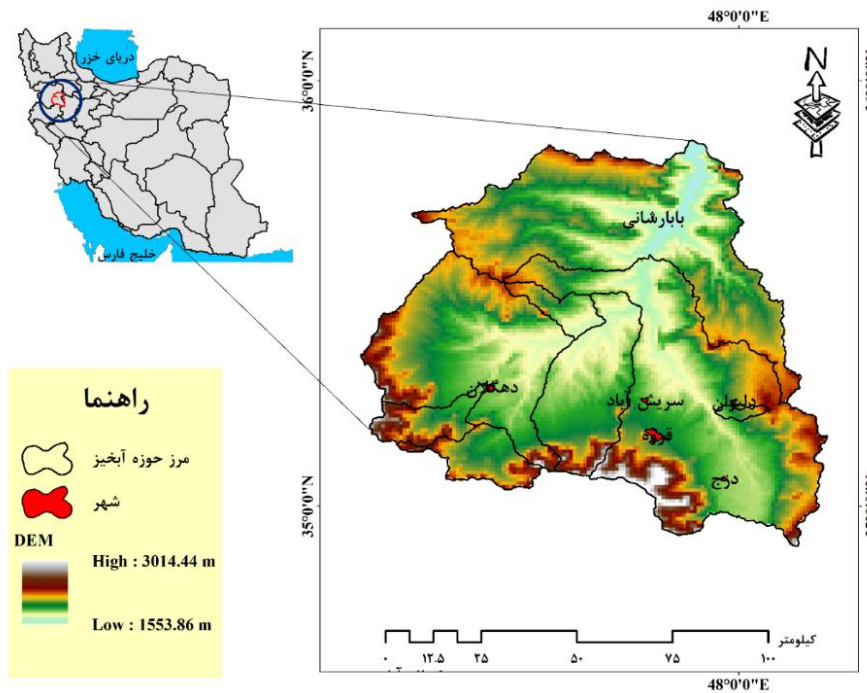 دریای خزر
خلیج فارس
48°0'0"E
36°0'0"N
35°0'0"N
N
بابارشانی
دهگلان
سریش آباد
دلبران
قروه
دزج
راهنما
مرز حوزه آبخیز
شهر
DEM
High : 3014.44 m
Low : 1553.86 m
کیلومتر
۰ ۱۲.۵ ۲۵ ۵۰ ۷۵ ۱۰۰
48°0'0"E